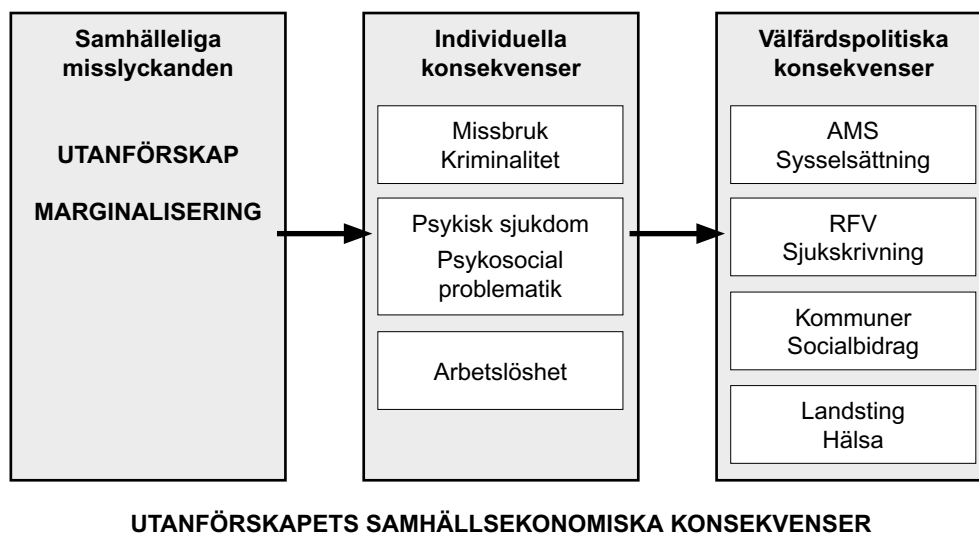 Samhälleliga
misslyckanden
UTANFÖRSKAP
MARGINALISERING
Individuella
konsekvenser
Missbruk
Kriminalitet
Psykisk sjukdom
Psykosocial
problematik
Arbetslöshet
Välfärdspolitiska
konsekvenser
AMS
Sysselsättning
RFV
Sjukskrivning
Kommuner
Socialbidrag
Landsting
Hälsa
UTANFÖRSKAPETS SAMHÄLLSEKONOMISKA KONSEKVENSER